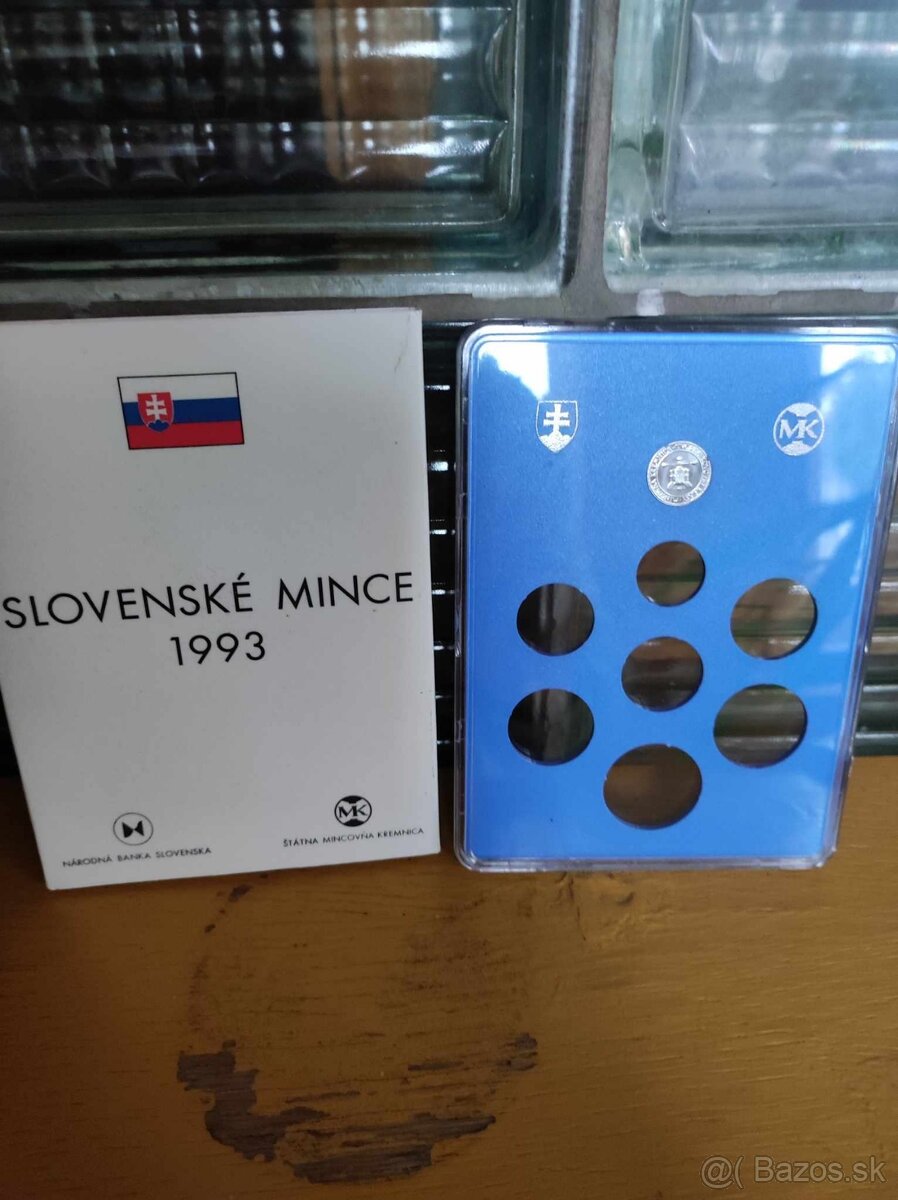 SLOVENSKÉ MINCE
1993
NÁRODNÁ BANKA SLOVENSKA
MK
ŠTÁTNA MINCOVŇA KREMNICA
MK
@( Bazos.sk